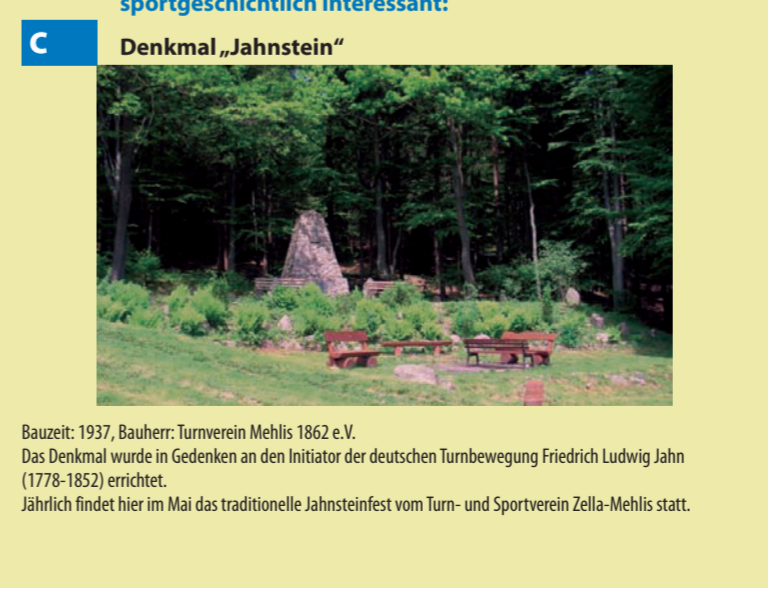 sportgeschichtlich interessant:
C
Denkmal „Jahnstein“
Bauzeit: 1937, Bauherr: Turnverein Mehlis 1862 e.V.
Das Denkmal wurde in Gedenken an den Initiator der deutschen Turnbewegung Friedrich Ludwig Jahn
(1778-1852) errichtet.
Jährlich findet hier im Mai das traditionelle Jahnsteinfest vom Turn- und Sportverein Zella-Mehlis statt.